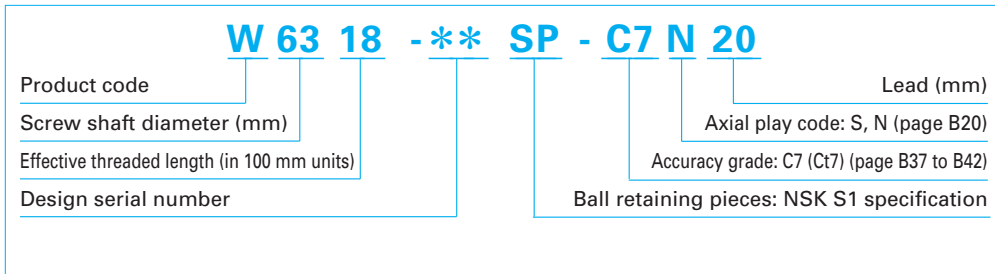 W 63 18 -** SP - C7 N 20
Product code
Lead (mm)
Screw shaft diameter (mm)
Axial play code: S, N (page B20)
Effective threaded length (in 100 mm units)
Accuracy grade: C7 (Ct7) (page B37 to B42)
Design serial number
Ball retaining pieces: NSK S1 specification